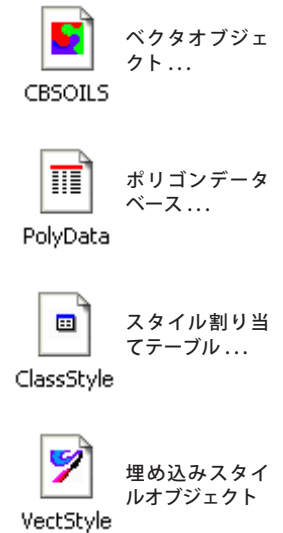 ベクタオブジェ
クト...
CBSOILS
ポリゴンデータ
ベース...
PolyData
スタイル割り当
てテーブル...
ClassStyle
埋め込みスタイ
ルオブジェクト
VectStyle